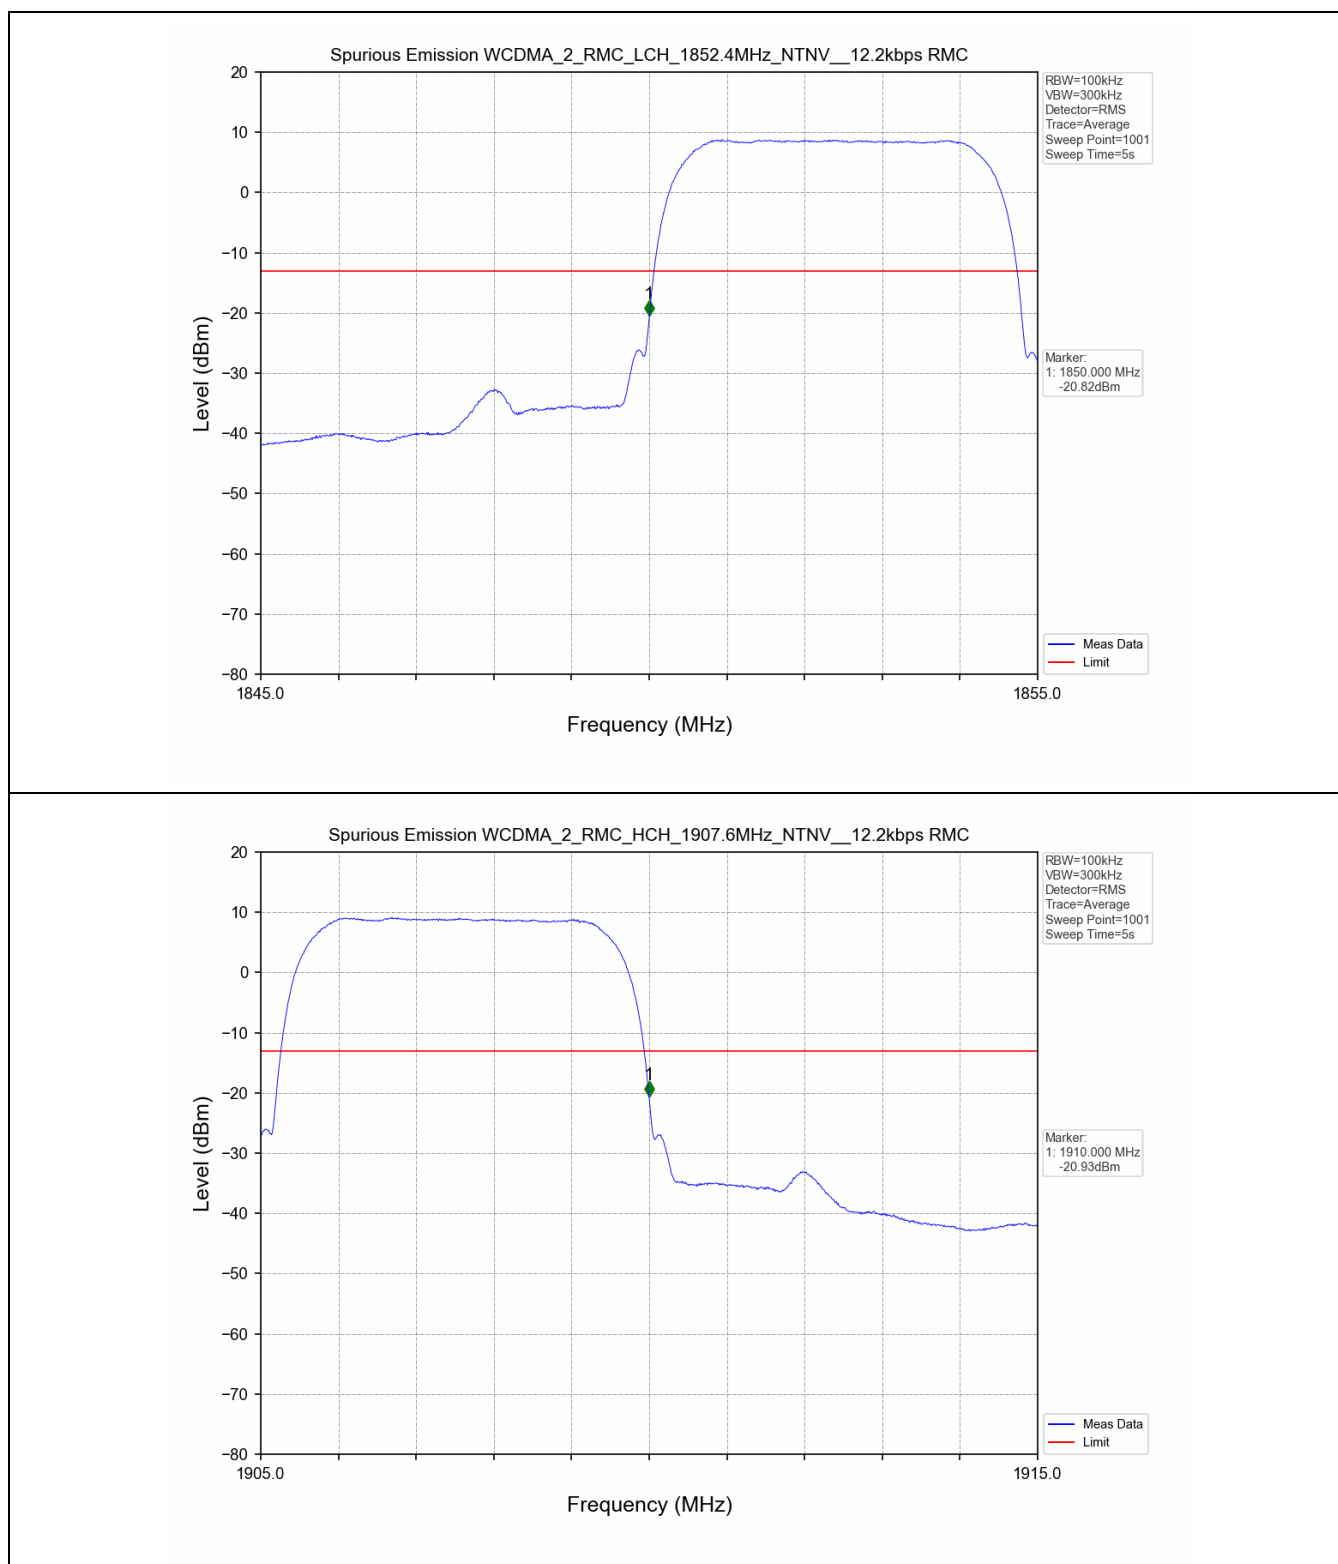 Spurious Emission WCDMA_2_RMC_LCH_1852.4MHz_NTNV__12.2kbps RMC
20
10
0
−10
−20
−30
−40
−50
−60
−70
−80
Level (dBm)
1
1845.0
1855.0
Frequency (MHz)
RBW=100kHz
VBW=300kHz
Detector=RMS
Trace=Average
Sweep Point=1001
Sweep Time=5s
Marker:
1: 1850.000 MHz
-20.82dBm
Meas Data
Limit
Spurious Emission WCDMA_2_RMC_HCH_1907.6MHz_NTNV__12.2kbps RMC
20
10
0
−10
−20
−30
−40
−50
−60
−70
−80
Level (dBm)
1
1905.0
1915.0
Frequency (MHz)
RBW=100kHz
VBW=300kHz
Detector=RMS
Trace=Average
Sweep Point=1001
Sweep Time=5s
Marker:
1: 1910.000 MHz
-20.93dBm
Meas Data
Limit